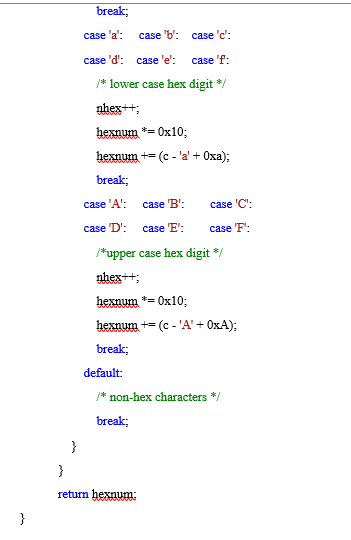 break;
case 'a': case 'b': case 'c':
case 'd': case 'e': case 'f':
/* lower case hex digit */
nhex++;
hexnum *= 0x10;
hexnum += (c - 'a' + 0xa);
break;
case 'A': case 'B': case 'C':
case 'D': case 'E': case 'F':
/*upper case hex digit */
nhex++;
hexnum *= 0x10;
hexnum += (c - 'A' + 0xA);
break;
default:
/* non-hex characters */
break;
}
}
return hexnum;
}